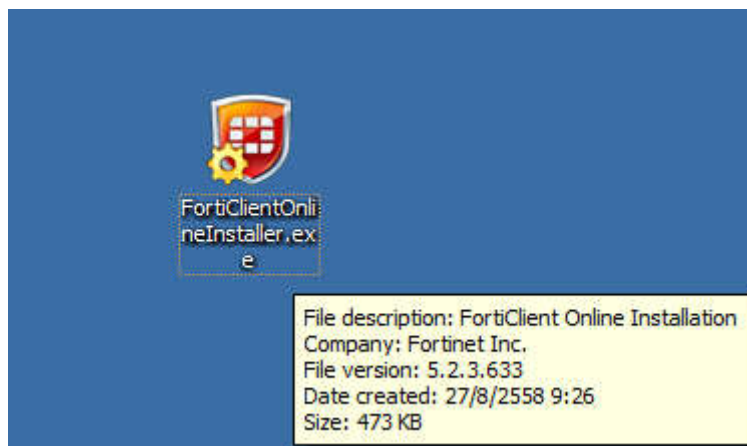 FortiClientOnli
neInstaller.ex
e
File description: FortiClient Online Installation
Company: Fortinet Inc.
File version: 5.2.3.633
Date created: 27/8/2558 9:26
Size: 473 KB